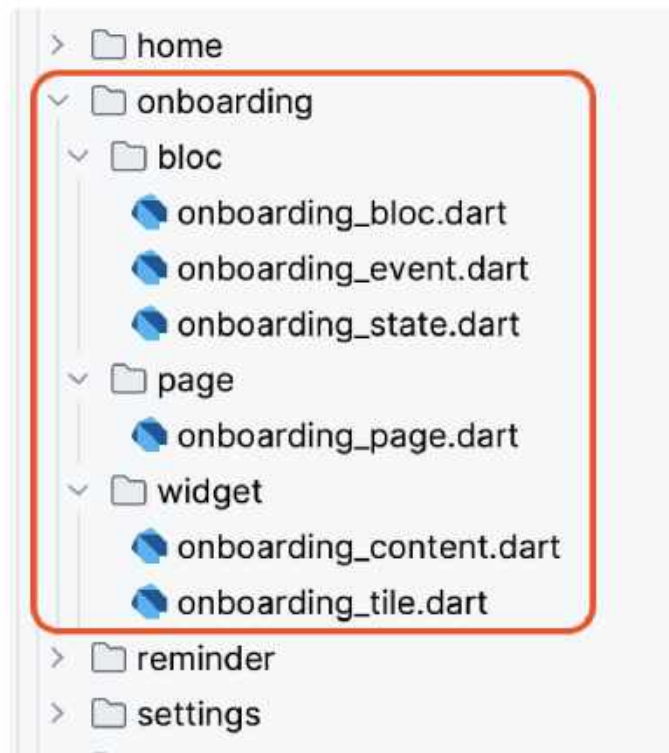 home
onboarding
bloc
onboarding_bloc.dart
onboarding_event.dart
onboarding_state.dart
page
onboarding_page.dart
widget
onboarding_content.dart
onboarding_tile.dart
reminder
settings